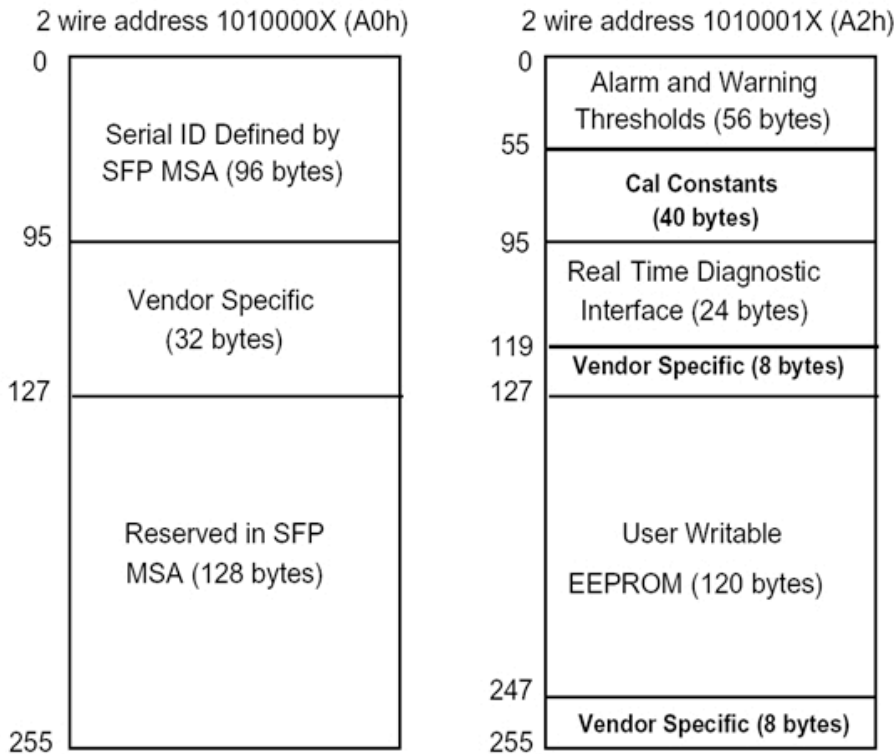 2 wire address 1010000X (A0h)
0
Serial ID Defined by
SFP MSA (96 bytes)
95
Vendor Specific
(32 bytes)
127
Reserved in SFP
MSA (128 bytes)
255
2 wire address 1010001X (A2h)
0
Alarm and Warning
Thresholds (56 bytes)
55
Cal Constants
(40 bytes)
95
Real Time Diagnostic
Interface (24 bytes)
119
Vendor Specific (8 bytes)
127
User Writable
EEPROM (120 bytes)
247
Vendor Specific (8 bytes)
255